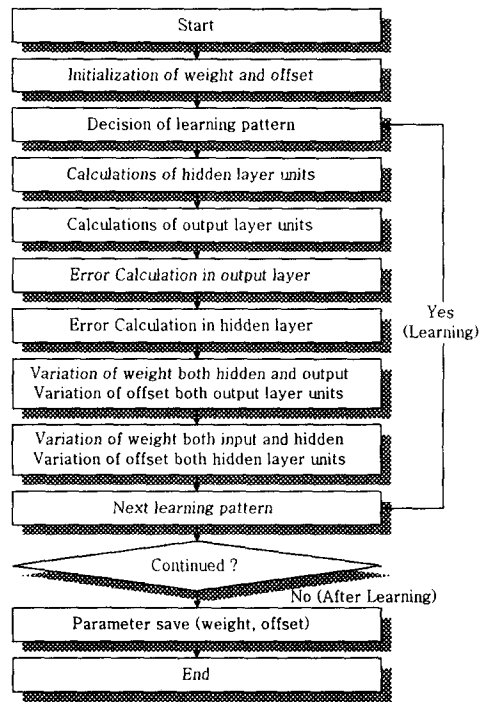 Start
Initialization of weight and offset
Decision of learning pattern
Calculations of hidden layer units
Calculations of output layer units
Error Calculation in output layer
Error Calculation in hidden layer
Yes
(Learning)
Variation of weight both hidden and output
Variation of offset both output layer units
Variation of weight both input and hidden
Variation of offset both hidden layer units
Next learning pattern
Continued ?
No (After Learning)
Parameter save (weight, offset)
End